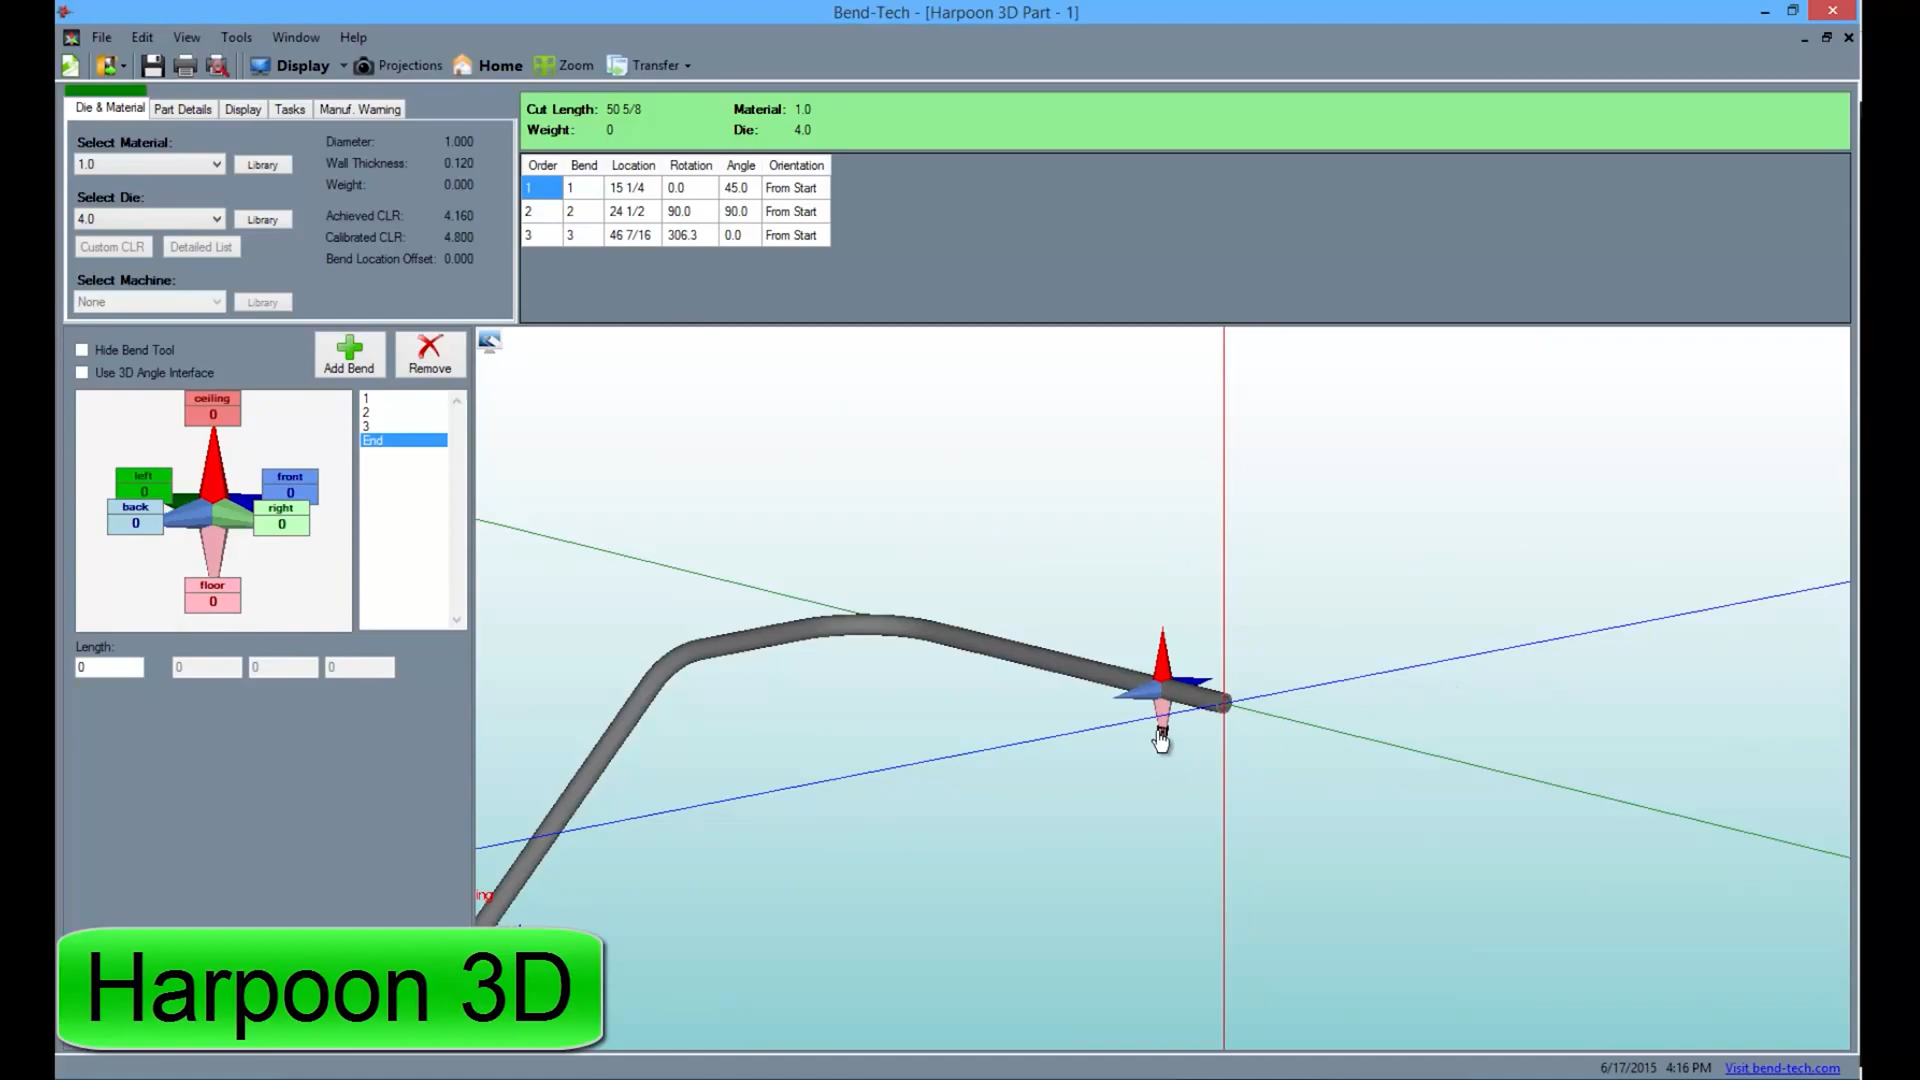 Bend-Tech - [Harpoon 3D Part - 1]
File Edit View Tools Window Help
Display Projections Home Zoom Transfer
Die & Material Part Details Display Tasks Manuf. Warning
Select Material:
1.0 Library
Select Die:
4.0 Library
Custom CLR Detailed List
Select Machine:
None Library
Diameter: 1.000
Wall Thickness: 0.120
Weight: 0.000
Achieved CLR: 4.160
Calibrated CLR: 4.800
Bend Location Offset: 0.000
Cut Length: 50 5/8 Material: 1.0
Weight: 0 Die: 4.0
Order Bend Location Rotation Angle Orientation
1 1 15 1/4 0.0 45.0 From Start
2 2 24 1/2 90.0 90.0 From Start
3 3 46 7/16 306.3 0.0 From Start
Hide Bend Tool
Use 3D Angle Interface
Add Bend Remove
ceiling
0
left
0
front
0
back
0
right
0
floor
0
1
2
3
End
Length:
0 0 0 0
ing
Harpoon 3D
6/17/2015 4:16 PM Visit bend-tech.com